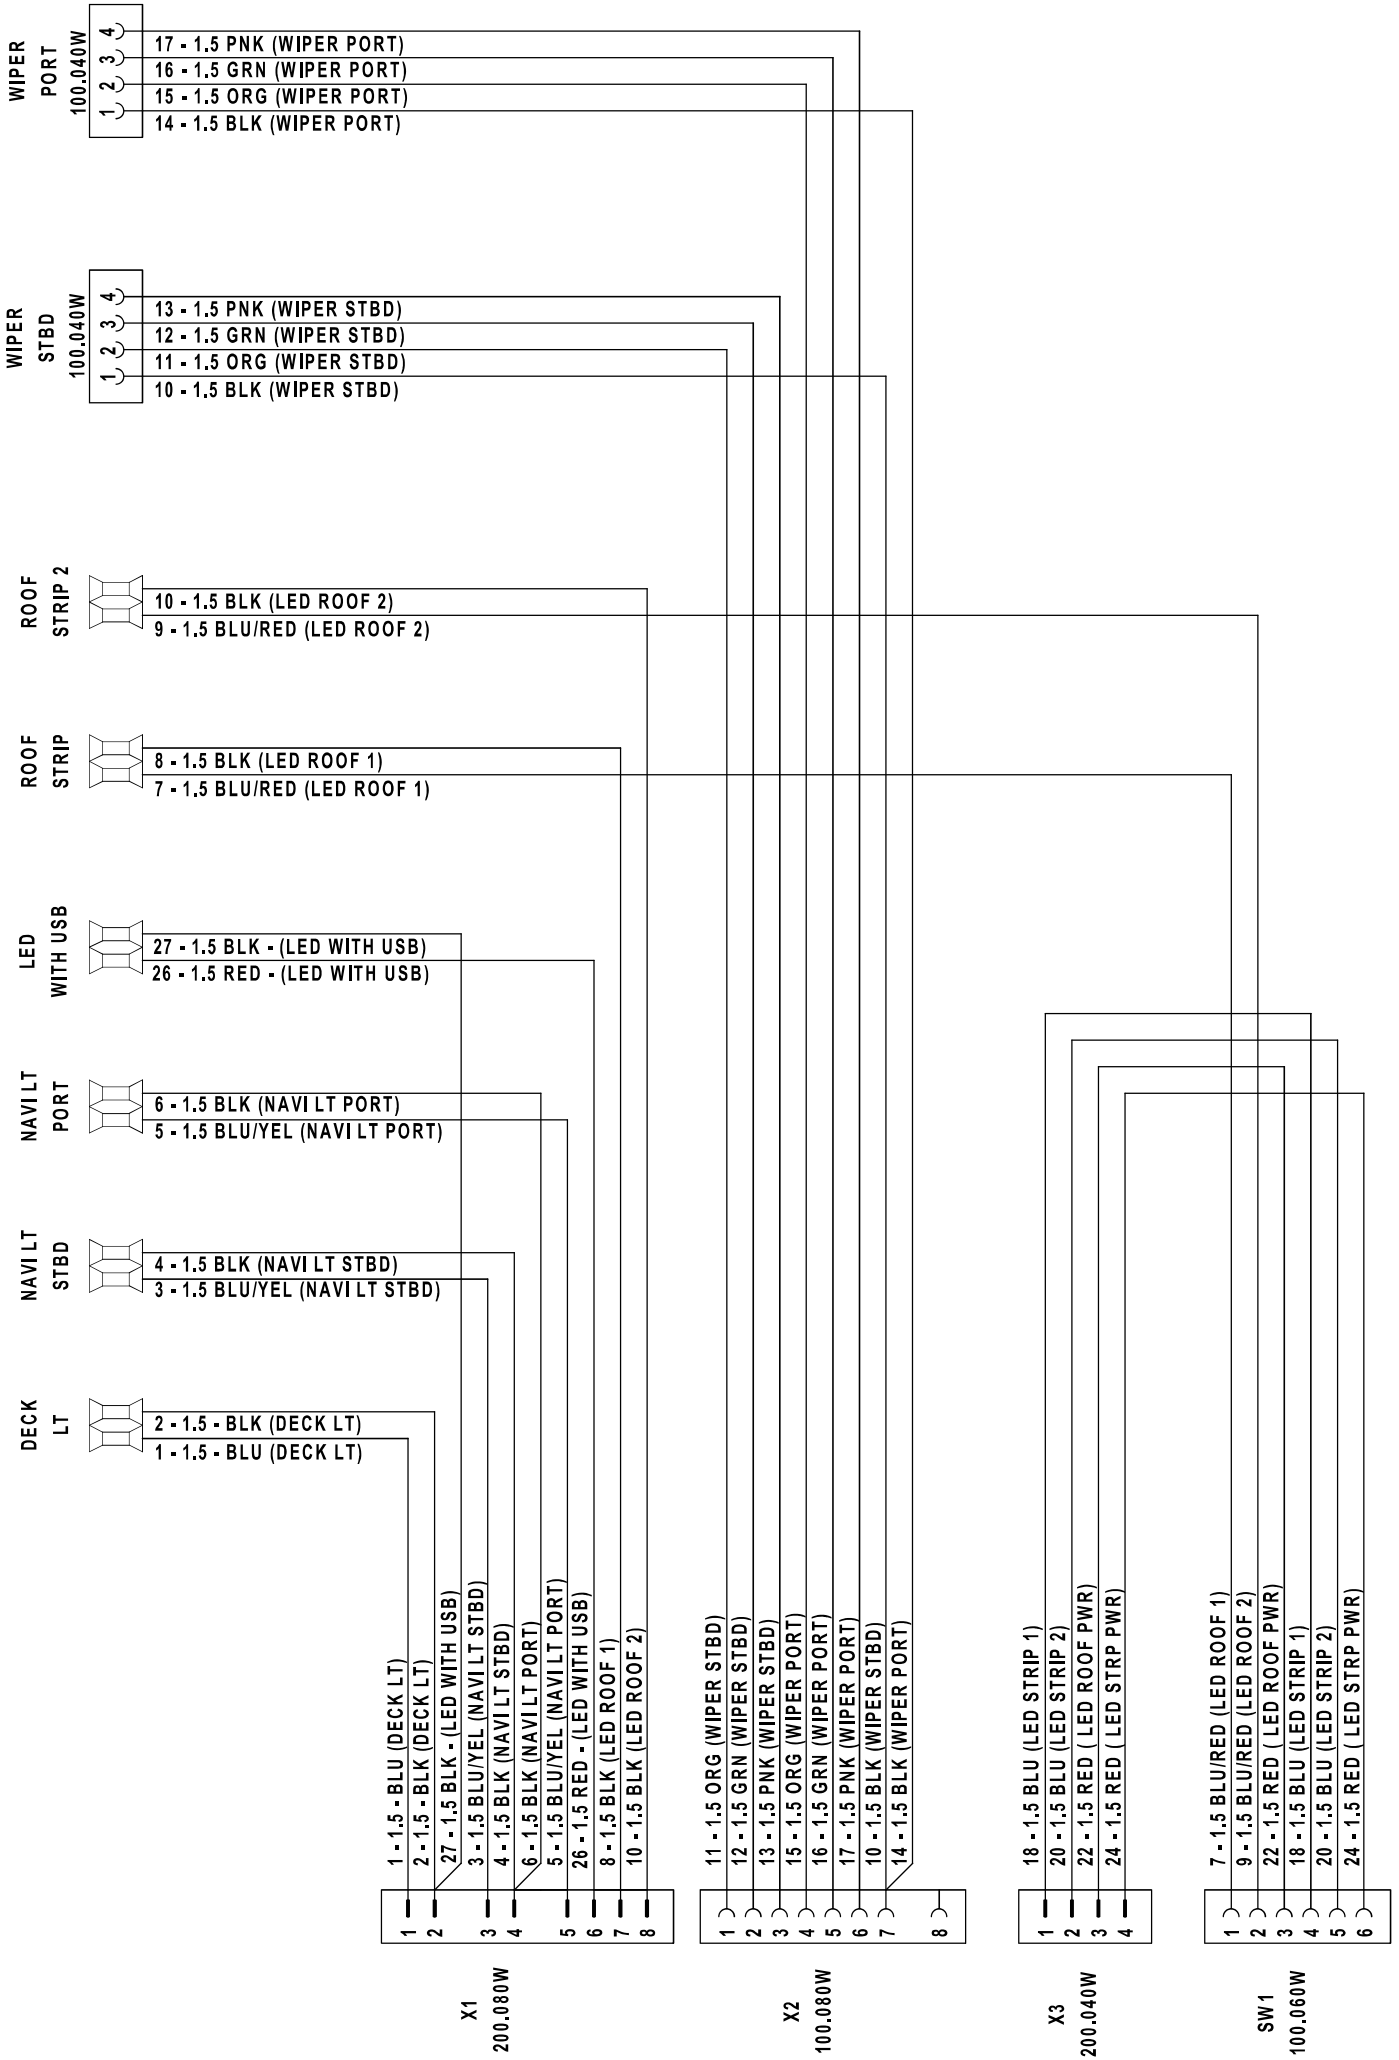 WIPER
PORT
100.040W
4
3
2
1
17 - 1.5 PNK (WIPER PORT)
16 - 1.5 GRN (WIPER PORT)
15 - 1.5 ORG (WIPER PORT)
14 - 1.5 BLK (WIPER PORT)
WIPER
STBD
100.040W
4
3
2
1
13 - 1.5 PNK (WIPER STBD)
12 - 1.5 GRN (WIPER STBD)
11 - 1.5 ORG (WIPER STBD)
10 - 1.5 BLK (WIPER STBD)
ROOF
STRIP 2
10 - 1.5 BLK (LED ROOF 2)
9 - 1.5 BLU/RED (LED ROOF 2)
ROOF
STRIP
8 - 1.5 BLK (LED ROOF 1)
7 - 1.5 BLU/RED (LED ROOF 1)
LED
WITH USB
27 - 1.5 BLK - (LED WITH USB)
26 - 1.5 RED - (LED WITH USB)
NAVI LT
PORT
6 - 1.5 BLK (NAVI LT PORT)
5 - 1.5 BLU/YEL (NAVI LT PORT)
NAVI LT
STBD
4 - 1.5 BLK (NAVI LT STBD)
3 - 1.5 BLU/YEL (NAVI LT STBD)
DECK
LT
2 - 1.5 - BLK (DECK LT)
1 - 1.5 - BLU (DECK LT)
1 - 1.5 - BLU (DECK LT)
2 - 1.5 - BLK (DECK LT)
27 - 1.5 BLK - (LED WITH USB)
3 - 1.5 BLU/YEL (NAVI LT STBD)
4 - 1.5 BLK (NAVI LT STBD)
6 - 1.5 BLK (NAVI LT PORT)
5 - 1.5 BLU/YEL (NAVI LT PORT)
26 - 1.5 RED - (LED WITH USB)
8 - 1.5 BLK (LED ROOF 1)
10 - 1.5 BLK (LED ROOF 2)
1
2
3
4
5
6
7
8
X1
200.080W
11 - 1.5 ORG (WIPER STBD)
12 - 1.5 GRN (WIPER STBD)
13 - 1.5 PNK (WIPER STBD)
15 - 1.5 ORG (WIPER PORT)
16 - 1.5 GRN (WIPER PORT)
17 - 1.5 PNK (WIPER PORT)
10 - 1.5 BLK (WIPER STBD)
14 - 1.5 BLK (WIPER PORT)
1
2
3
4
5
6
7
8
X2
100.080W
18 - 1.5 BLU (LED STRIP 1)
20 - 1.5 BLU (LED STRIP 2)
22 - 1.5 RED ( LED ROOF PWR)
24 - 1.5 RED ( LED STRP PWR)
1
2
3
4
X3
200.040W
7 - 1.5 BLU/RED (LED ROOF 1)
9 - 1.5 BLU/RED (LED ROOF 2)
22 - 1.5 RED ( LED ROOF PWR)
18 - 1.5 BLU (LED STRIP 1)
20 - 1.5 BLU (LED STRIP 2)
24 - 1.5 RED ( LED STRP PWR)
1
2
3
4
5
6
SW1
100.060W